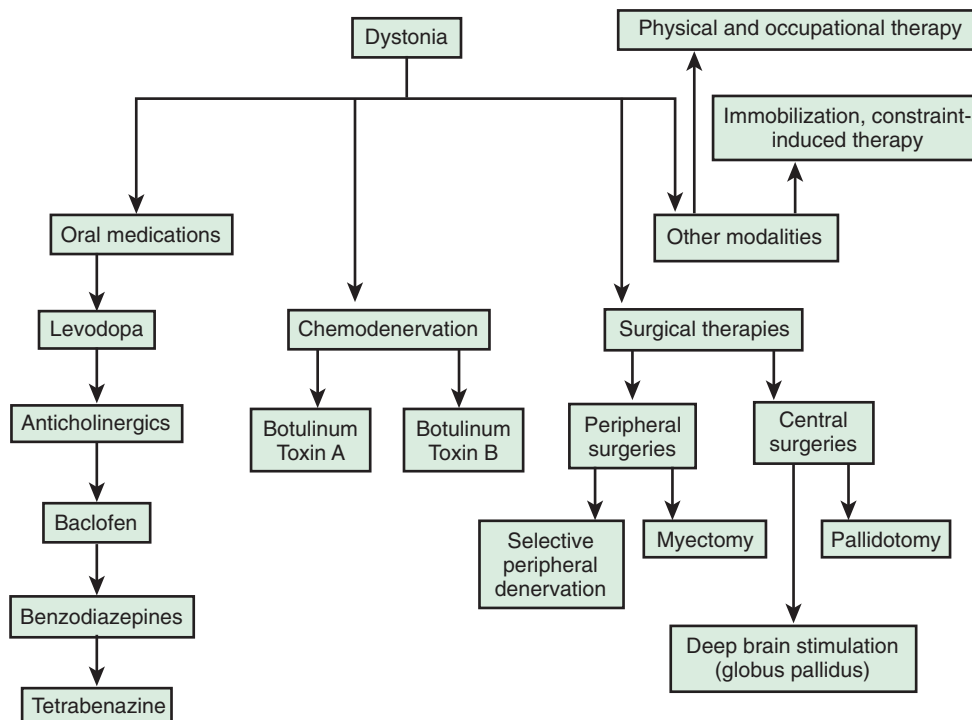 Dystonia
Physical and occupational therapy
Immobilization, constraint-
induced therapy
Oral medications
Other modalities
Levodopa
Chemodenervation
Surgical therapies
Anticholinergics
Botulinum
Toxin A
Botulinum
Toxin B
Peripheral
surgeries
Central
surgeries
Baclofen
Selective
peripheral
denervation
Myectomy
Pallidotomy
Benzodiazepines
Deep brain stimulation
(globus pallidus)
Tetrabenazine